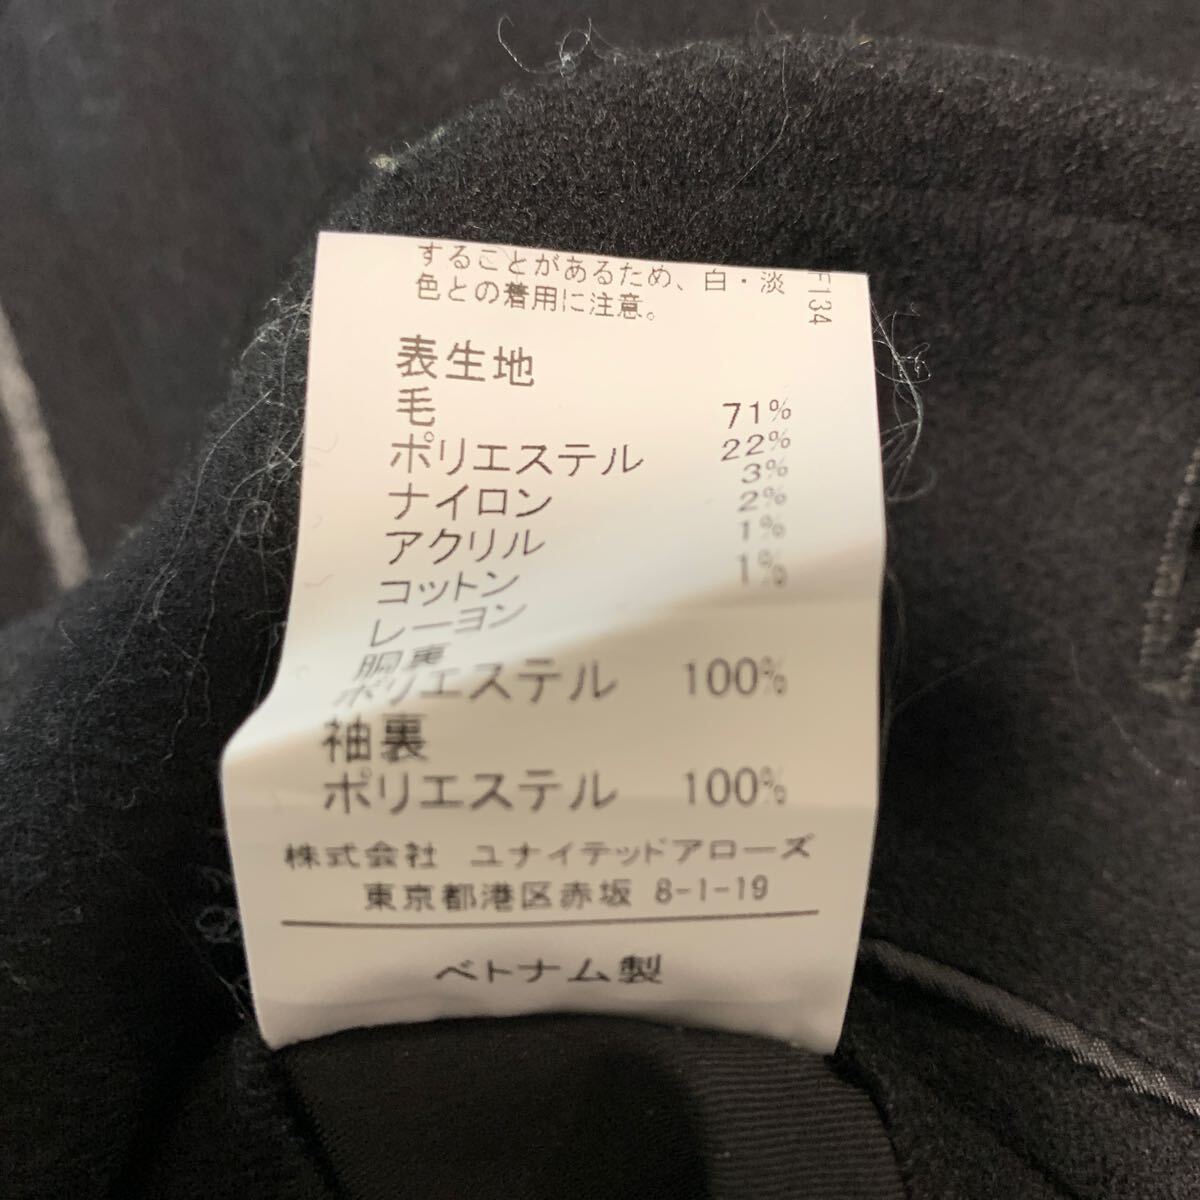 することがあるため、白・淡
色との着用に注意。
F134
表生地
毛 71%
ポリエステル 22%
ナイロン 3%
アクリル 2%
コットン 1%
レーヨン 1%
胴裏
ポリエステル 100%
袖裏
ポリエステル 100%
株式会社 ユナイテッドアローズ
東京都港区赤坂 8-1-19
ベトナム製